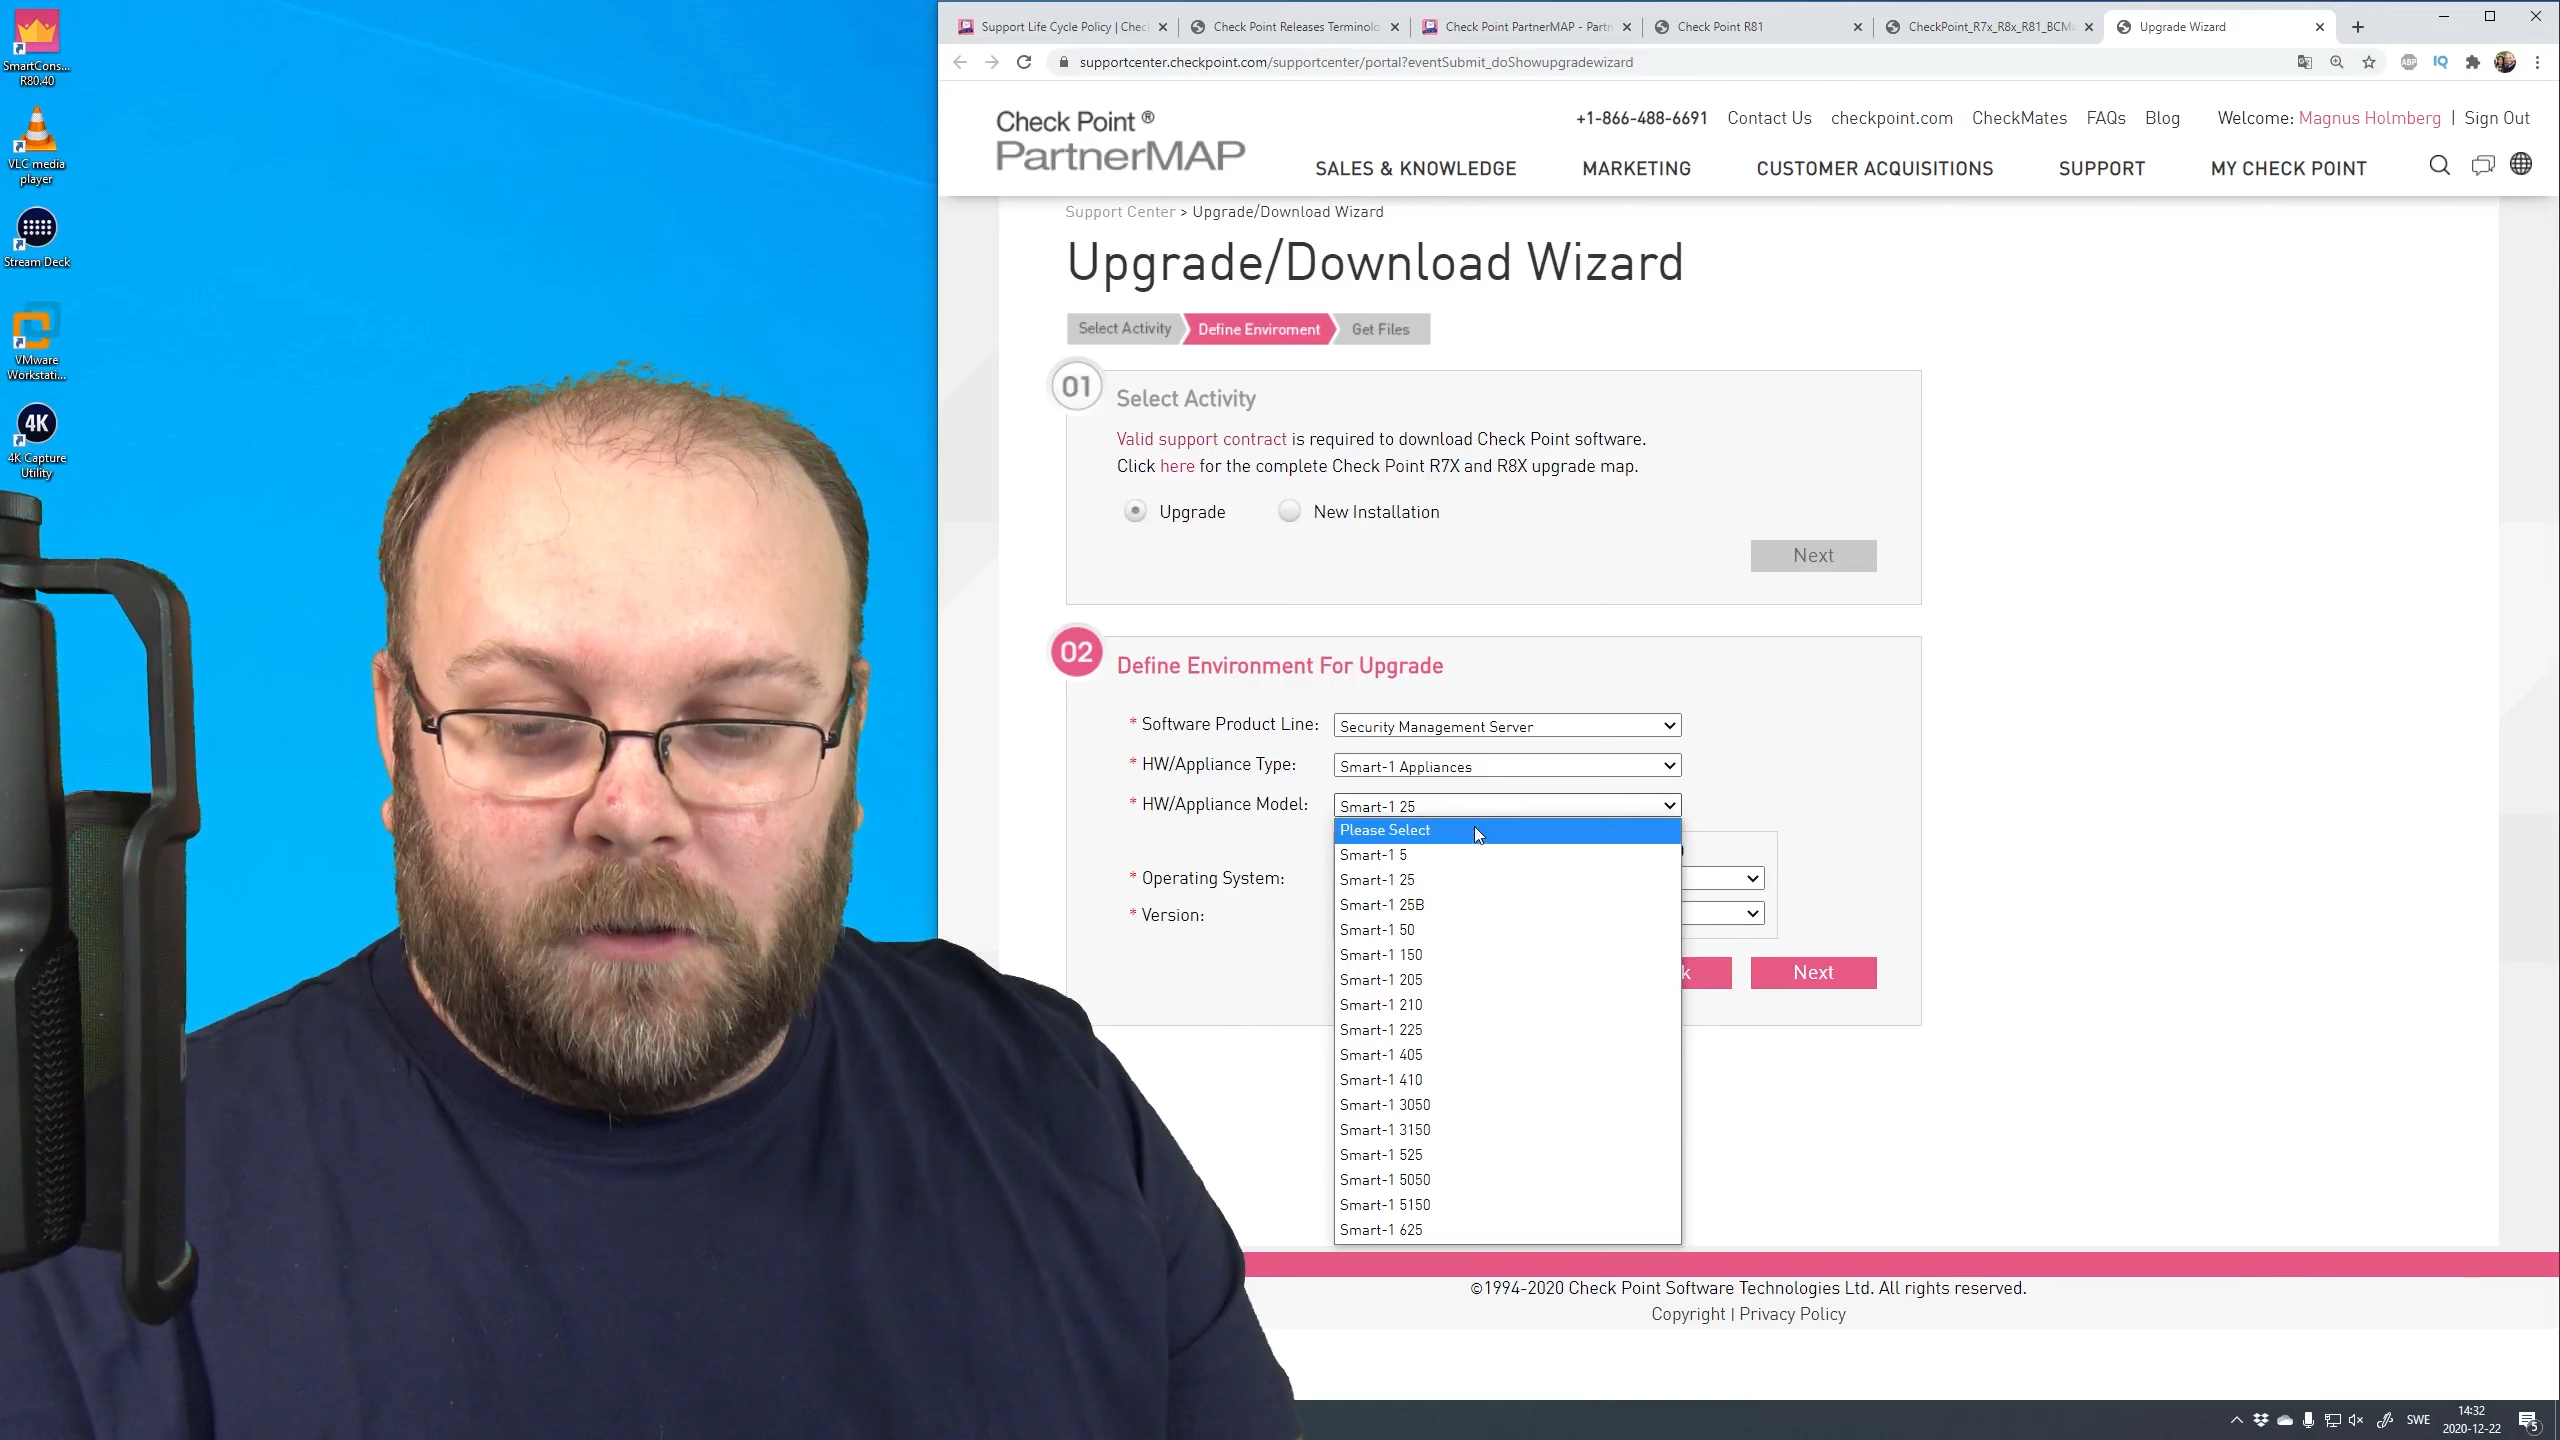 SmartCons...
R80.40
VLC media
player
Stream Deck
VMware
Workstati...
4K
4K Capture
Utility
Support Life Cycle Policy | Chec
Check Point Releases Terminolo
Check Point PartnerMAP - Partn
Check Point R81
CheckPoint_R7x_R8x_R81_BCMa
Upgrade Wizard
supportcenter.checkpoint.com/supportcenter/portal?eventSubmit_doShowupgradewizard
ABP
IQ
Check Point ®
PartnerMAP
+1-866-488-6691 Contact Us checkpoint.com CheckMates FAQs Blog Welcome: Magnus Holmberg | Sign Out
SALES & KNOWLEDGE MARKETING CUSTOMER ACQUISITIONS SUPPORT MY CHECK POINT
Support Center > Upgrade/Download Wizard
Upgrade/Download Wizard
Select Activity Define Enviroment Get Files
01 Select Activity
Valid support contract is required to download Check Point software.
Click here for the complete Check Point R7X and R8X upgrade map.
Upgrade New Installation
Next
02 Define Environment For Upgrade
* Software Product Line: Security Management Server
* HW/Appliance Type: Smart-1 Appliances
* HW/Appliance Model: Smart-1 25
Please Select
Smart-1 5
* Operating System:
Smart-1 25
Smart-1 25B
* Version:
Smart-1 50
Smart-1 150
k Next
Smart-1 205
Smart-1 210
Smart-1 225
Smart-1 405
Smart-1 410
Smart-1 3050
Smart-1 3150
Smart-1 525
Smart-1 5050
Smart-1 5150
Smart-1 625
©1994-2020 Check Point Software Technologies Ltd. All rights reserved.
Copyright | Privacy Policy
SWE
14:32
2020-12-22
5